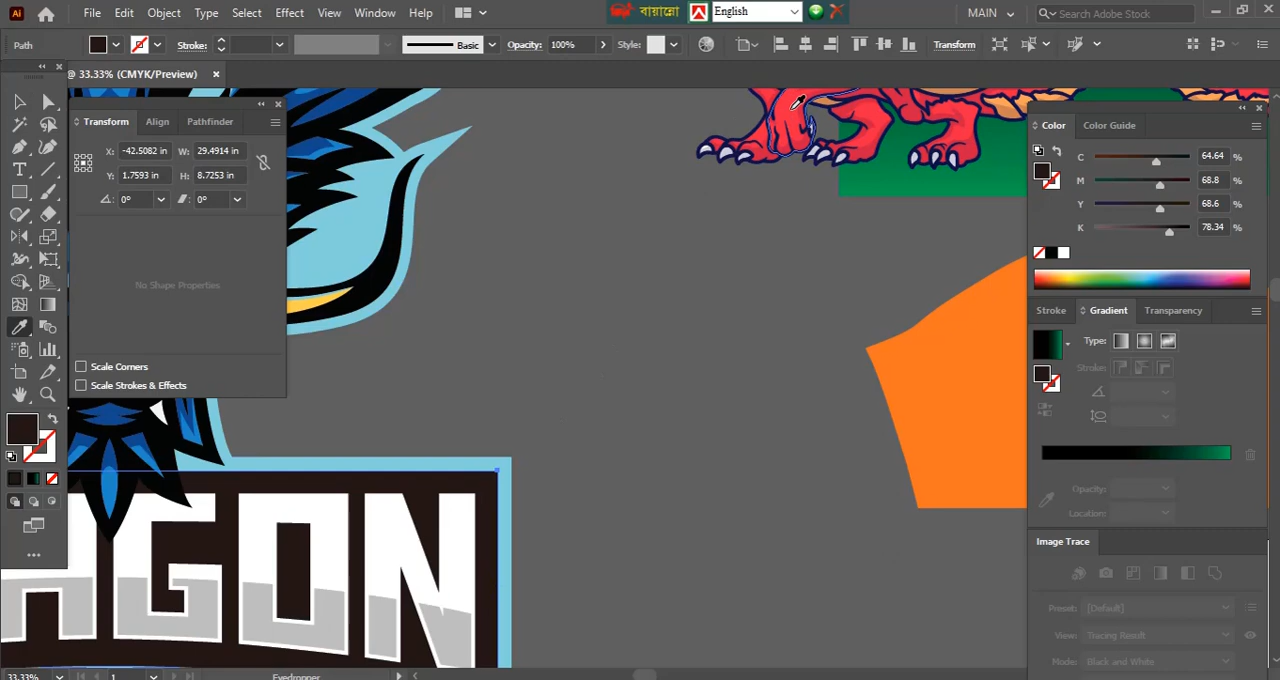 বায়ান্নো English
Ai File Edit Object Type Select Effect View Window Help MAIN Search Adobe Stock
Path Stroke: Basic Opacity: 100% Style: Transform
@ 33.33% (CMYK/Preview)
Transform Align Pathfinder
X: -42.5082 in W: 29.4914 in
Y: 1.7593 in H: 8.7253 in
0° 0°
No Shape Properties
Scale Corners
Scale Strokes & Effects
Color Color Guide
C 64.64 %
M 68.8 %
Y 68.6 %
K 78.34 %
Stroke Gradient Transparency
Type:
Stroke:
Opacity:
Location:
Image Trace
Preset: [Default]
View: Tracing Result
Mode: Black and White
AGON
33.33% 1 Eyedropper